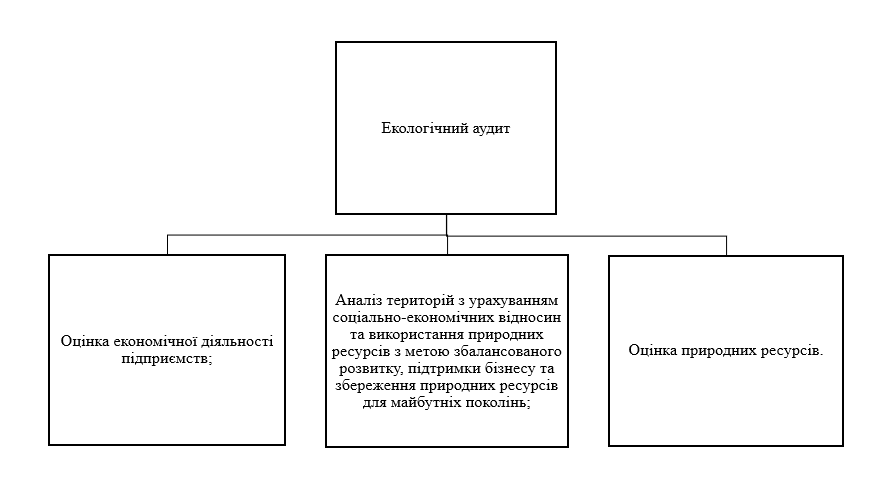 Екологічний аудит
Оцінка економічної діяльності
підприємств;
Аналіз територій з урахуванням
соціально-економічних відносин
та використання природних
ресурсів з метою збалансованого
розвитку, підтримки бізнесу та
збереження природних ресурсів
для майбутніх поколінь;
Оцінка природних ресурсів.